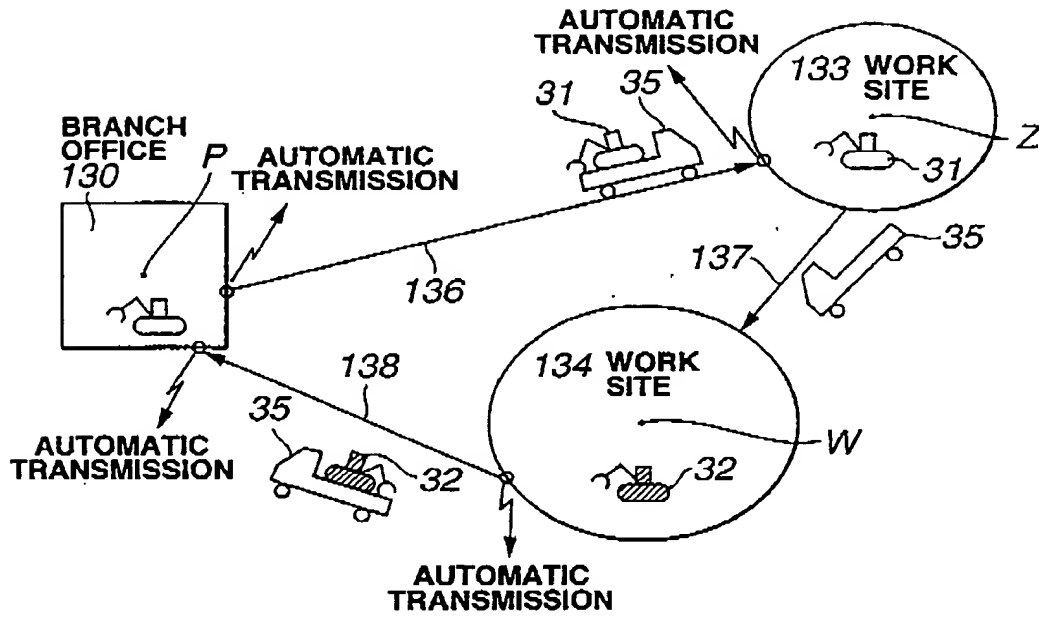 AUTOMATIC
TRANSMISSION
133 WORK
SITE
31
35
Z
31
BRANCH
OFFICE
130
P
AUTOMATIC
TRANSMISSION
136
137
35
138
134 WORK
SITE
W
35
32
32
AUTOMATIC
TRANSMISSION
AUTOMATIC
TRANSMISSION